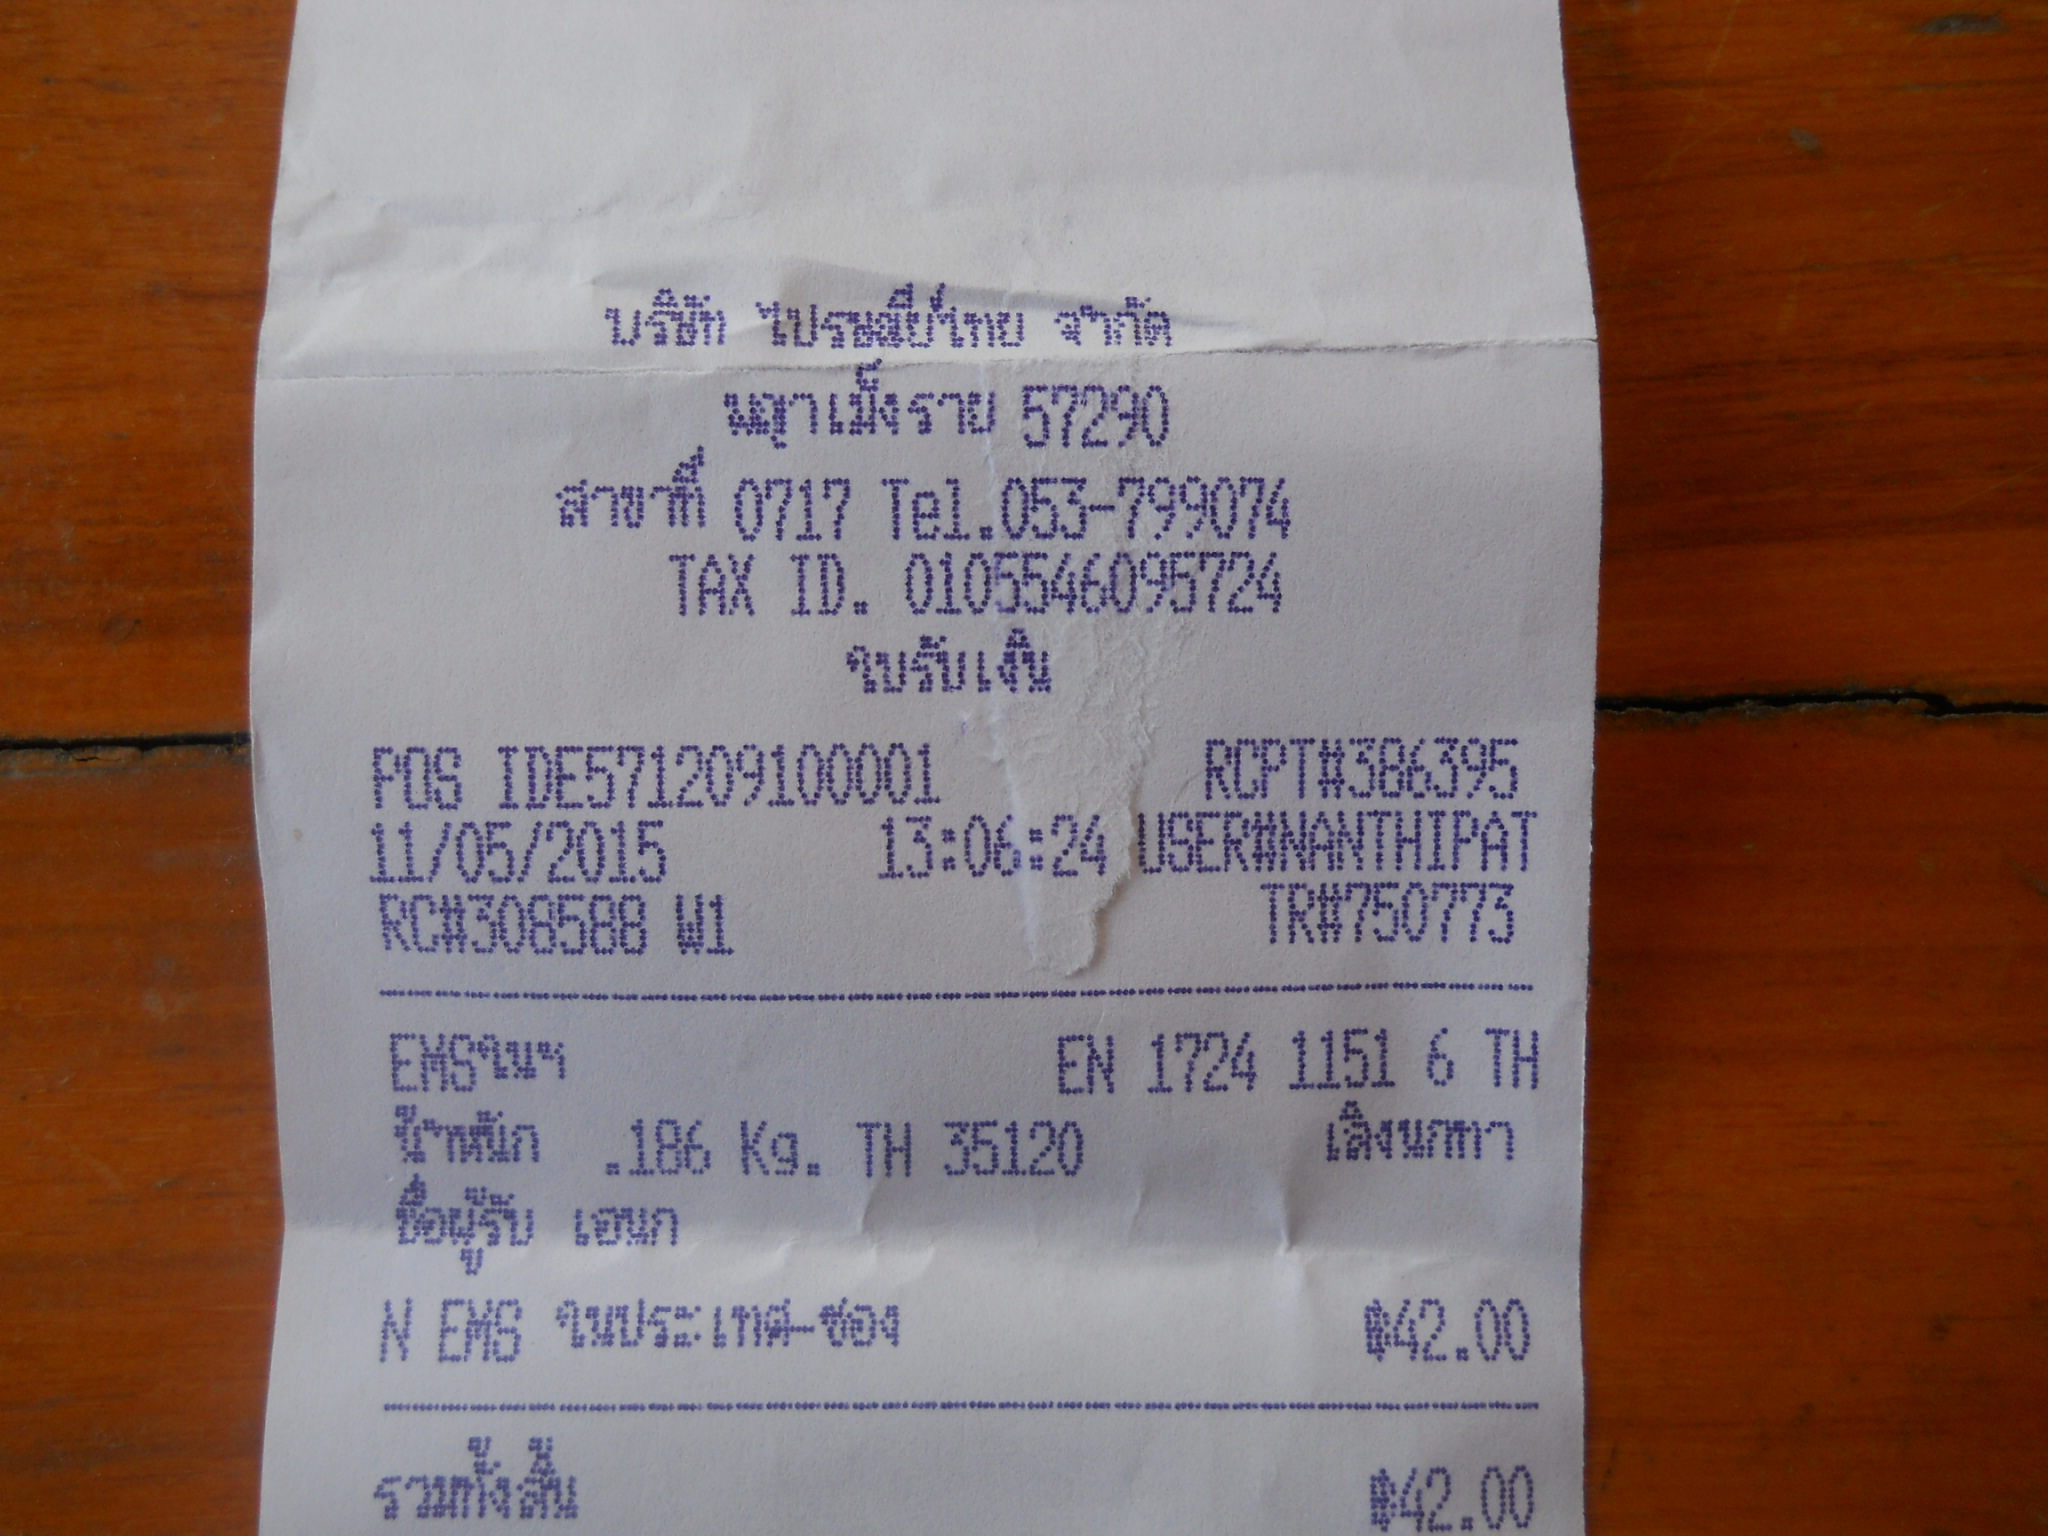 บริษัท ไปรษณีย์ไทย จำกัด
พญาเม็งราย 57290
สาขาที่ 0717 Tel.053-799074
TAX ID. 0105546095724
ใบรับเงิน
POS IDE571209100001 RCPT#386395
11/05/2015 13:06:24 USER#NANTHIPAT
RC#308588 W1 TR#750773
EMSในปร EN 1724 1151 6 TH
น้ำหนัก .186 Kg. TH 35120 เลิงนกทา
ชื่อผู้รับ เอนก
N EMS ในประเทศ-ซอง ฿42.00
รวมทั้งสิ้น ฿42.00